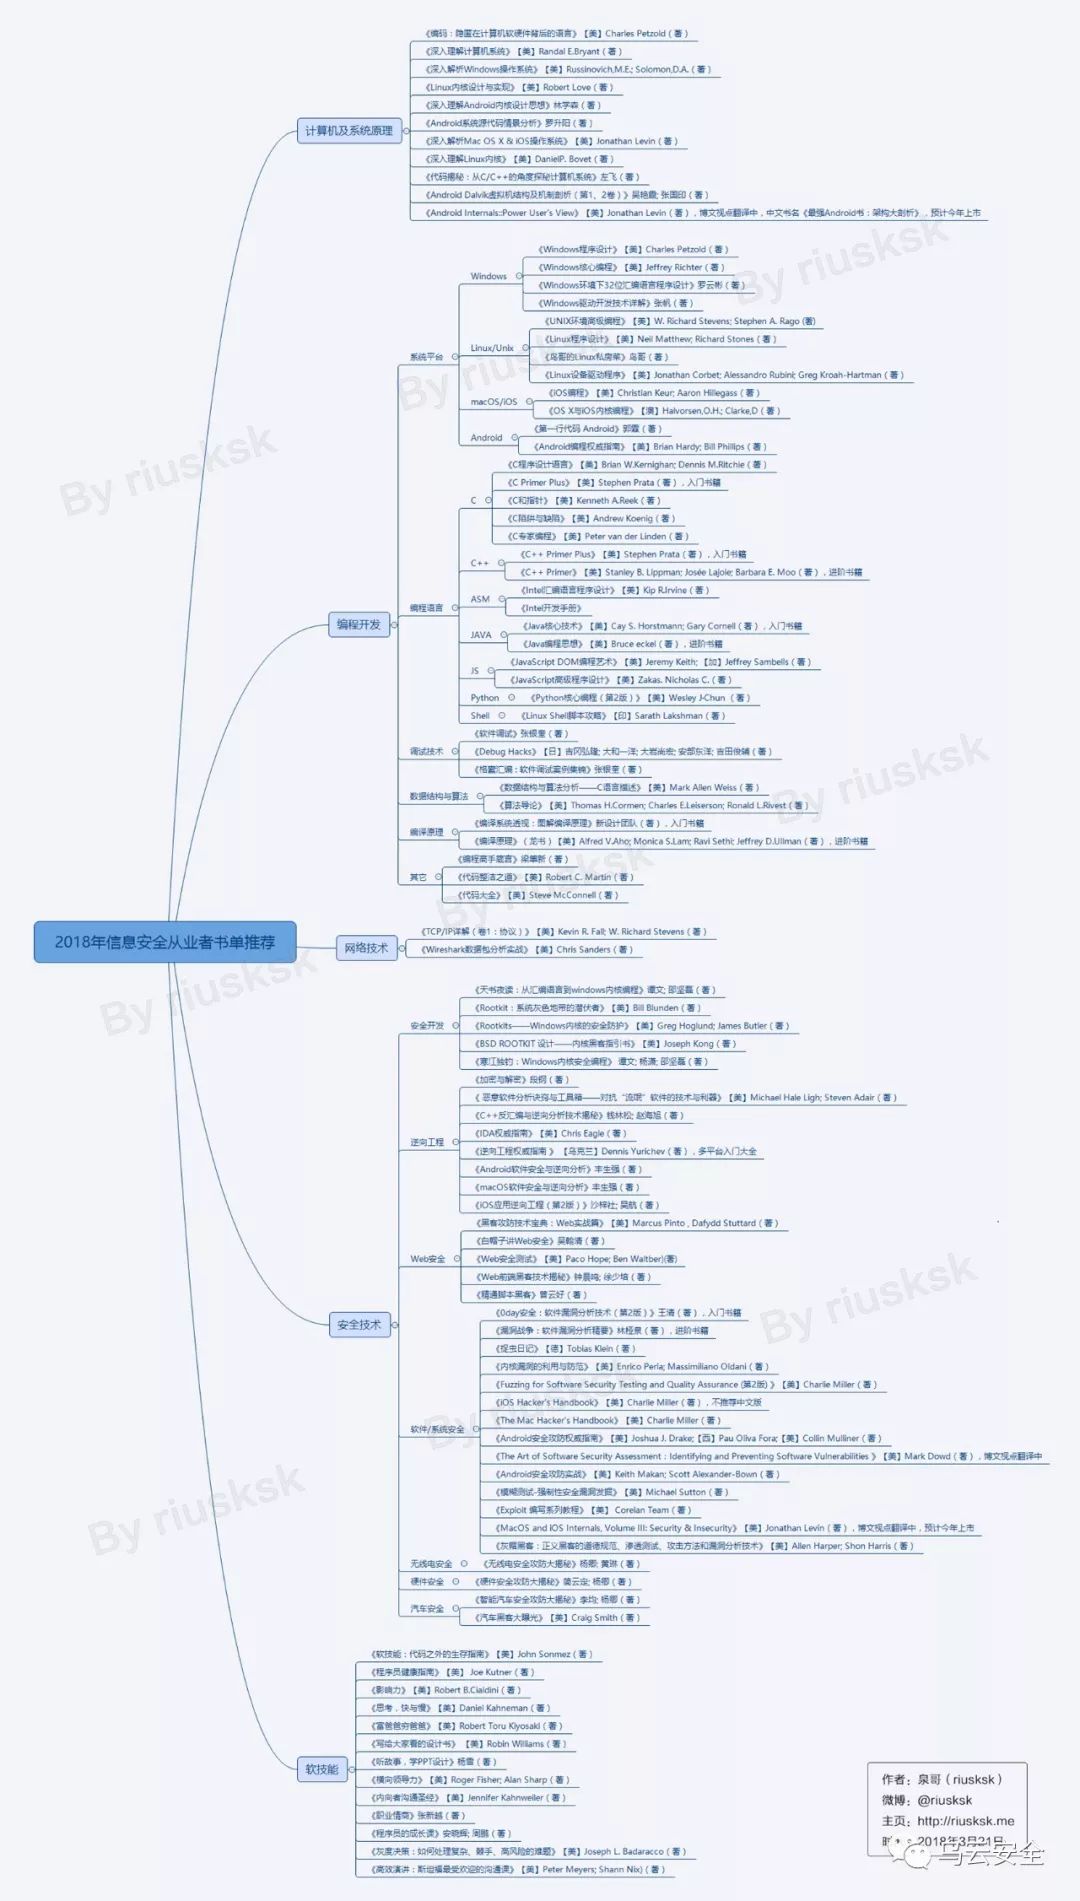 《编码：隐匿在计算机软硬件背后的语言》【美】Charles Petzold（著）
《深入理解计算机系统》【美】Randal E.Bryant（著）
《深入解析Windows操作系统》【美】Russinovich,M.E.; Solomon,D.A.（著）
《Linux内核设计与实现》【美】Robert Love（著）
《深入理解Android内核设计思想》林学森（著）
《Android系统源代码情景分析》罗升阳（著）
计算机及系统原理
《深入解析Mac OS X & iOS操作系统》【美】Jonathan Levin（著）
《深入理解Linux内核》【美】DanielP. Bovet（著）
《代码揭秘：从C/C++的角度探秘计算机系统》左飞（著）
《Android Dalvik虚拟机结构及机制剖析（第1、2卷）》吴艳霞; 张国印（著）
《Android Internals::Power User's View》【美】Jonathan Levin（著），博文视点翻译中，中文书名《最强Android书：架构大剖析》，预计今年上市
《Windows程序设计》【美】Charles Petzold（著）
《Windows核心编程》【美】Jeffrey Richter（著）
Windows
《Windows环境下32位汇编语言程序设计》罗云彬（著）
《Windows驱动开发技术详解》张帆（著）
《UNIX环境高级编程》【美】W. Richard Stevens; Stephen A. Rago (著)
《Linux程序设计》【美】Neil Matthew; Richard Stones（著）
Linux/Unix
系统平台
《鸟哥的Linux私房菜》鸟哥（著）
《Linux设备驱动程序》【美】Jonathan Corbet; Alessandro Rubini; Greg Kroah-Hartman（著）
《iOS编程》【美】Christian Keur; Aaron Hillegass（著）
macOS/iOS
《OS X与iOS内核编程》【澳】Halvorsen,O.H.; Clarke,D（著）
《第一行代码 Android》郭霖（著）
Android
《Android编程权威指南》【美】Brian Hardy; Bill Phillips（著）
《C程序设计语言》【美】Brian W.Kernighan; Dennis M.Ritchie（著）
《C Primer Plus》【美】Stephen Prata（著），入门书籍
C
《C和指针》【美】Kenneth A.Reek（著）
《C陷阱与缺陷》【美】Andrew Koenig（著）
《C专家编程》【美】Peter van der Linden（著）
《C++ Primer Plus》【美】Stephen Prata（著），入门书籍
C++
《C++ Primer》【美】Stanley B. Lippman; Josée Lajoie; Barbara E. Moo（著），进阶书籍
《Intel汇编语言程序设计》【美】Kip R.Irvine（著）
ASM
编程语言
《Intel开发手册》
编程开发
《Java核心技术》【美】Cay S. Horstmann; Gary Cornell（著），入门书籍
JAVA
《Java编程思想》【美】Bruce eckel（著），进阶书籍
《JavaScript DOM编程艺术》【美】Jeremy Keith; 【加】Jeffrey Sambells（著）
JS
《JavaScript高级程序设计》【美】Zakas. Nicholas C.（著）
Python
《Python核心编程（第2版）》【美】Wesley J·Chun （著）
Shell
《Linux Shell脚本攻略》【印】Sarath Lakshman（著）
《软件调试》张银奎（著）
调试技术
《Debug Hacks》【日】吉冈弘隆; 大和一洋; 大岩尚宏; 安部东洋; 吉田俊辅（著）
《格蠹汇编：软件调试案例集锦》张银奎（著）
《数据结构与算法分析——C语言描述》【美】Mark Allen Weiss（著）
数据结构与算法
《算法导论》【美】Thomas H.Cormen; Charles E.Leiserson; Ronald L.Rivest（著）
《编译系统透视：图解编译原理》新设计团队（著），入门书籍
编译原理
《编译原理》（龙书）【美】Alfred V.Aho; Monica S.Lam; Ravi Sethi; Jeffrey D.Ullman（著），进阶书籍
《编程高手箴言》梁肇新（著）
其它
《代码整洁之道》【美】Robert C. Martin（著）
《代码大全》【美】Steve McConnell（著）
2018年信息安全从业者书单推荐
《TCP/IP详解（卷1：协议）》【美】Kevin R. Fall; W. Richard Stevens（著）
网络技术
《Wireshark数据包分析实战》【美】Chris Sanders（著）
《天书夜读：从汇编语言到windows内核编程》谭文; 邵坚磊（著）
《Rootkit：系统灰色地带的潜伏者》【美】Bill Blunden（著）
安全开发
《Rootkits——Windows内核的安全防护》【美】Greg Hoglund; James Butler（著）
《BSD ROOTKIT 设计——内核黑客指引书》【美】Joseph Kong（著）
《寒江独钓：Windows内核安全编程》 谭文; 杨潇; 邵坚磊（著）
《加密与解密》段钢（著）
《 恶意软件分析诀窍与工具箱——对抗“流氓”软件的技术与利器》【美】Michael Hale Ligh; Steven Adair（著）
《C++反汇编与逆向分析技术揭秘》钱林松; 赵海旭（著）
《IDA权威指南》【美】Chris Eagle（著）
逆向工程
《逆向工程权威指南 》 【乌克兰】Dennis Yurichev（著），多平台入门大全
《Android软件安全与逆向分析》丰生强（著）
《macOS软件安全与逆向分析》丰生强（著）
《iOS应用逆向工程（第2版）》沙梓社; 吴航（著）
《黑客攻防技术宝典：Web实战篇》【美】Marcus Pinto , Dafydd Stuttard（著）
《白帽子讲Web安全》吴翰清（著）
Web安全
《Web安全测试》【美】Paco Hope; Ben Waltber)(著)
《Web前端黑客技术揭秘》钟晨鸣; 徐少培（著）
《精通脚本黑客》曾云好（著）
《0day安全：软件漏洞分析技术（第2版）》王清（著），入门书籍
安全技术
《漏洞战争：软件漏洞分析精要》林桠泉（著），进阶书籍
《捉虫日记》【德】Tobias Klein（著）
《内核漏洞的利用与防范》【美】Enrico Perla; Massimiliano Oldani（著）
《Fuzzing for Software Security Testing and Quality Assurance (第2版) 》【美】Charlie Miller（著）
《iOS Hacker's Handbook》【美】Charlie Miller（著），不推荐中文版
《The Mac Hacker's Handbook》【美】Charlie Miller（著）
软件/系统安全
《Android安全攻防权威指南》【美】Joshua J. Drake; 【西】Pau Oliva Fora; 【美】Collin Mulliner（著）
《The Art of Software Security Assessment : Identifying and Preventing Software Vulnerabilities 》【美】Mark Dowd（著），博文视点翻译中
《Android安全攻防实战》【美】Keith Makan; Scott Alexander-Bown（著）
《模糊测试-强制性安全漏洞发掘》【美】Michael Sutton（著）
《Exploit 编写系列教程》【美】 Corelan Team（著）
《MacOS and iOS Internals, Volume III: Security & Insecurity》【美】Jonathan Levin（著），博文视点翻译中，预计今年上市
《灰帽黑客：正义黑客的道德规范、渗透测试、攻击方法和漏洞分析技术》【美】Allen Harper; Shon Harris（著）
无线电安全
《无线电安全攻防大揭秘》杨卿; 黄琳（著）
硬件安全
《硬件安全攻防大揭秘》简云定; 杨卿（著）
《智能汽车安全攻防大揭秘》李均; 杨卿（著）
汽车安全
《汽车黑客大曝光》【美】Craig Smith（著）
《软技能：代码之外的生存指南》【美】John Sonmez（著）
《程序员健康指南》【美】 Joe Kutner（著）
《影响力》【美】Robert B.Cialdini（著）
《思考，快与慢》【美】Daniel Kahneman（著）
《富爸爸穷爸爸》【美】Robert Toru Kiyosaki（著）
《写给大家看的设计书》【美】Robin Williams（著）
《听故事，学PPT设计》杨雪（著）
软技能
《横向领导力》【美】Roger Fisher; Alan Sharp（著）
《内向者沟通圣经》【美】Jennifer Kahnweiler（著）
《职业情商》张新越（著）
《程序员的成长课》安晓辉; 周鹏（著）
《灰度决策：如何处理复杂、棘手、高风险的难题》【美】Joseph L. Badaracco（著）
《高效演讲：斯坦福最受欢迎的沟通课》【美】Peter Meyers; Shann Nix)（著）
作者：泉哥（riusksk）
微博：@riusksk
主页：http://riusksk.me
2018年3月21日
乌云安全
By riusksk
By riusksk
By riusksk
By riusksk
By riusksk
By riusksk
By riusksk
By riusksk
By riusksk